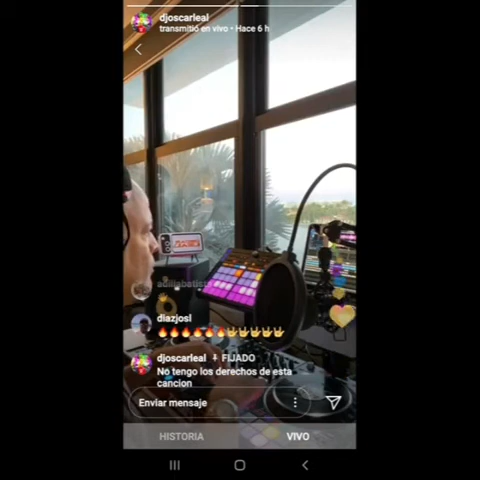 djoscarleal
transmitió en vivo • Hace 6 h
diazjosl
🔥🔥🔥🔥🔥🔥🤟🤟🤟🤟🤟
djoscarleal 📌 FIJADO
No tengo los derechos de esta
cancion
Enviar mensaje
HISTORIA VIVO